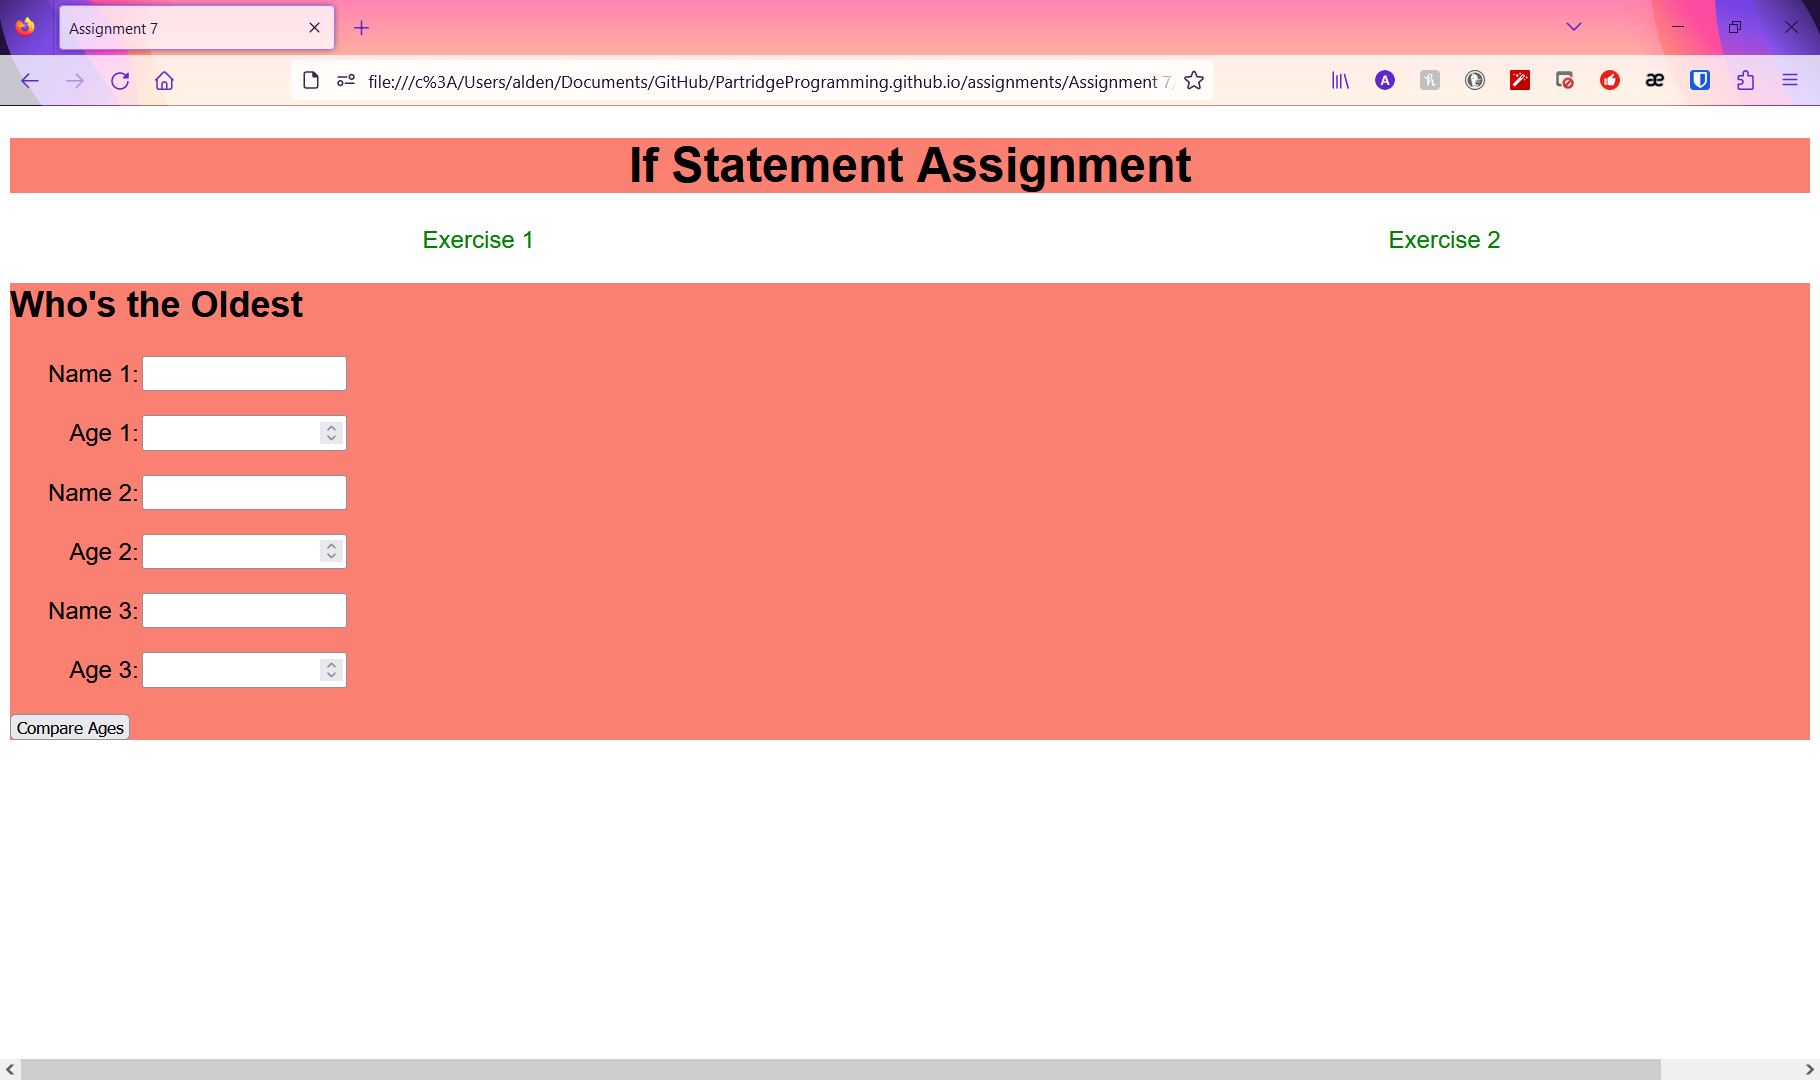 Assignment 7
file:///c%3A/Users/alden/Documents/GitHub/PartridgeProgramming.github.io/assignments/Assignment 7
A
æ
If Statement Assignment
Exercise 1 Exercise 2
Who's the Oldest
Name 1:
Age 1:
Name 2:
Age 2:
Name 3:
Age 3:
Compare Ages